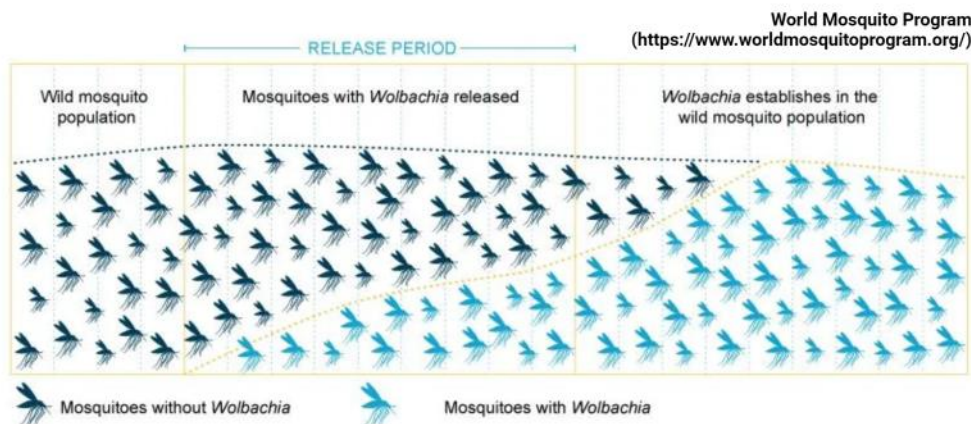 World Mosquito Program
(https://www.worldmosquitoprogram.org/)
RELEASE PERIOD
Wild mosquito
population
Mosquitoes with Wolbachia released
Wolbachia establishes in the
wild mosquito population
Mosquitoes without Wolbachia
Mosquitoes with Wolbachia